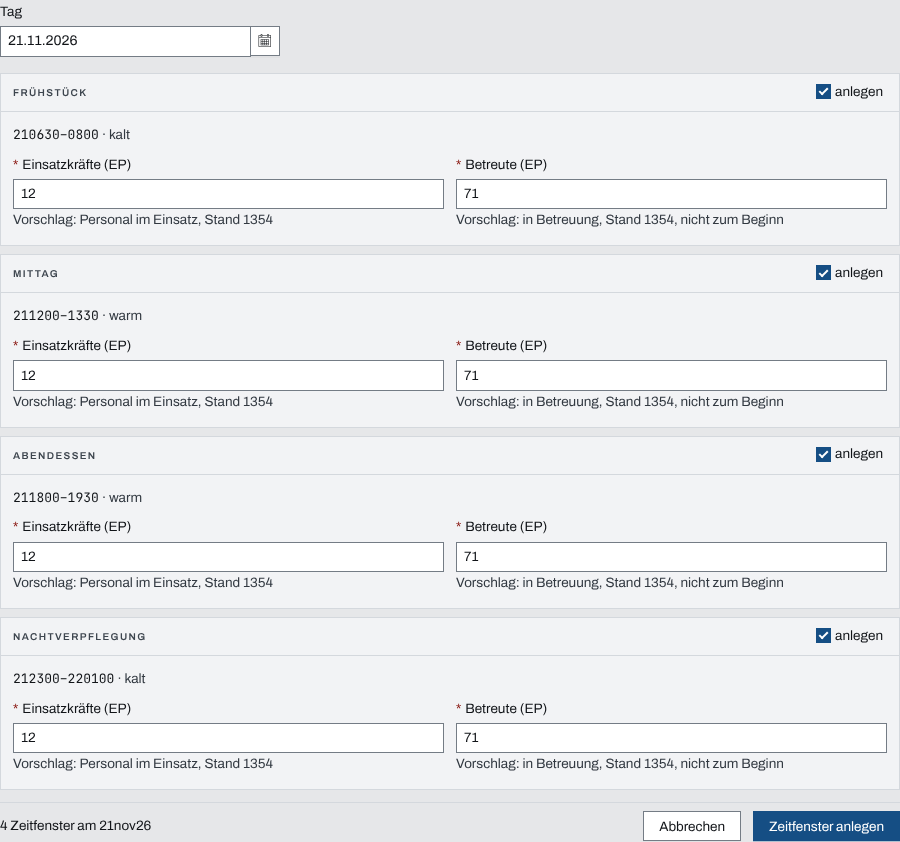 Tag
21.11.2026
FRÜHSTÜCK
anlegen
210630–0800 · kalt
* Einsatzkräfte (EP) * Betreute (EP)
12 71
Vorschlag: Personal im Einsatz, Stand 1354 Vorschlag: in Betreuung, Stand 1354, nicht zum Beginn
MITTAG
anlegen
211200–1330 · warm
* Einsatzkräfte (EP) * Betreute (EP)
12 71
Vorschlag: Personal im Einsatz, Stand 1354 Vorschlag: in Betreuung, Stand 1354, nicht zum Beginn
ABENDESSEN
anlegen
211800–1930 · warm
* Einsatzkräfte (EP) * Betreute (EP)
12 71
Vorschlag: Personal im Einsatz, Stand 1354 Vorschlag: in Betreuung, Stand 1354, nicht zum Beginn
NACHTVERPFLEGUNG
anlegen
212300–220100 · kalt
* Einsatzkräfte (EP) * Betreute (EP)
12 71
Vorschlag: Personal im Einsatz, Stand 1354 Vorschlag: in Betreuung, Stand 1354, nicht zum Beginn
4 Zeitfenster am 21nov26
Abbrechen
Zeitfenster anlegen